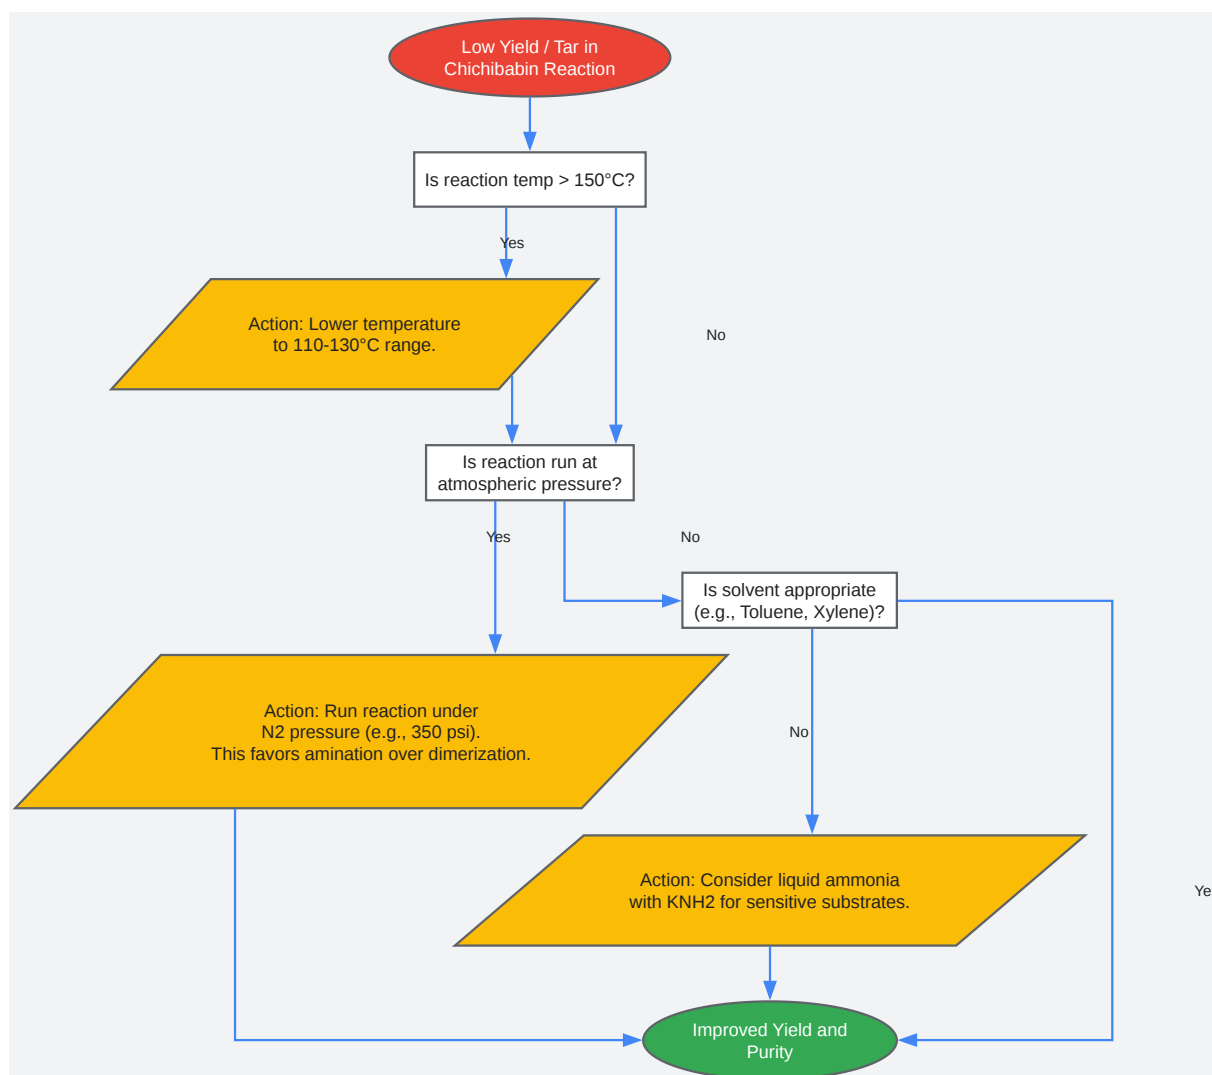 Low Yield / Tar in
Chichibabin Reaction
Is reaction temp > 150°C?
Yes
Action: Lower temperature
to 110-130°C range.
No
Is reaction run at
atmospheric pressure?
Yes
No
Is solvent appropriate
(e.g., Toluene, Xylene)?
Action: Run reaction under
N2 pressure (e.g., 350 psi).
This favors amination over dimerization.
No
Action: Consider liquid ammonia
with KNH2 for sensitive substrates.
Ye
Improved Yield and
Purity